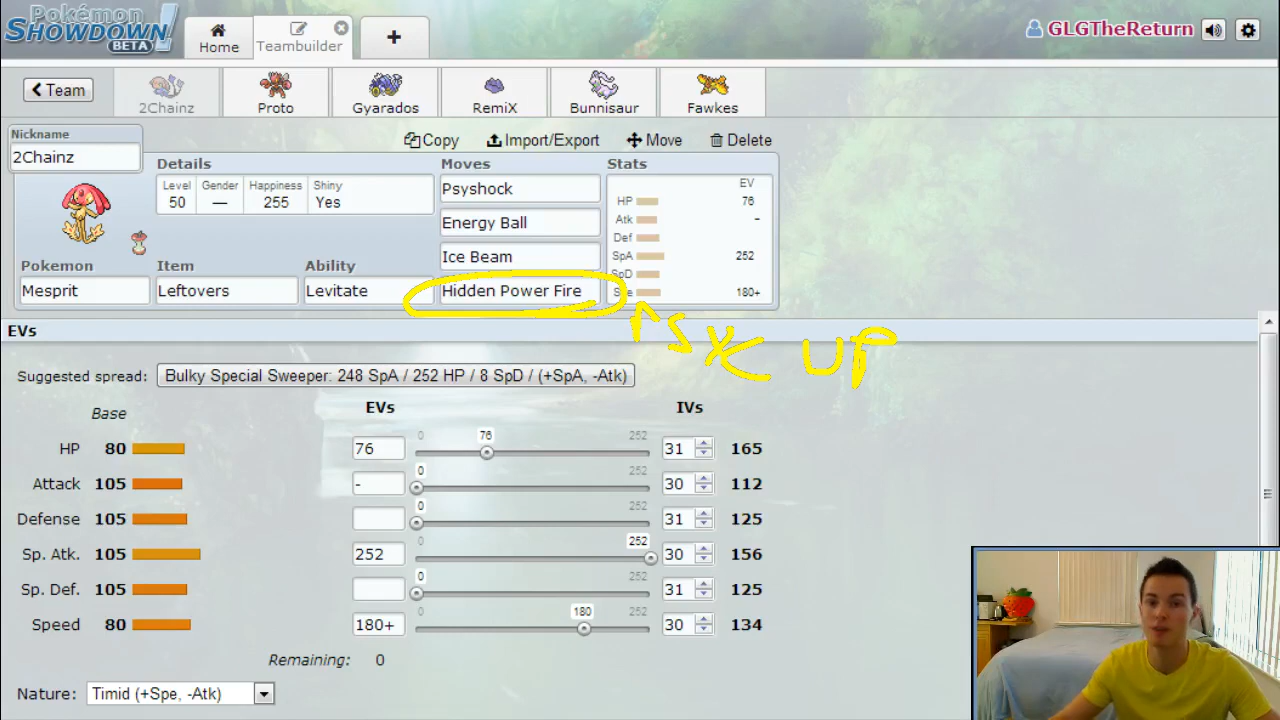 Pokémon
SHOWDOWN!
BETA
Home
Teambuilder
+
GLGTheReturn
Team
2Chainz
Proto
Gyarados
RemiX
Bunnisaur
Fawkes
Nickname
2Chainz
Copy Import/Export Move Delete
Details
Level Gender Happiness Shiny
50 — 255 Yes
Moves
Psyshock
Energy Ball
Ice Beam
Hidden Power Fire
Stats
EV
HP 76
Atk -
Def
SpA 252
SpD
Spe 180+
Pokemon Item Ability
Mesprit Leftovers Levitate
PSYC UP
EVs
Suggested spread: Bulky Special Sweeper: 248 SpA / 252 HP / 8 SpD / (+SpA, -Atk)
Base EVs IVs
HP 80 76 0 76 252 31 165
Attack 105 - 0 252 30 112
Defense 105 0 252 31 125
Sp. Atk. 105 252 0 252 30 156
Sp. Def. 105 0 252 31 125
Speed 80 180+ 0 180 252 30 134
Remaining: 0
Nature: Timid (+Spe, -Atk)